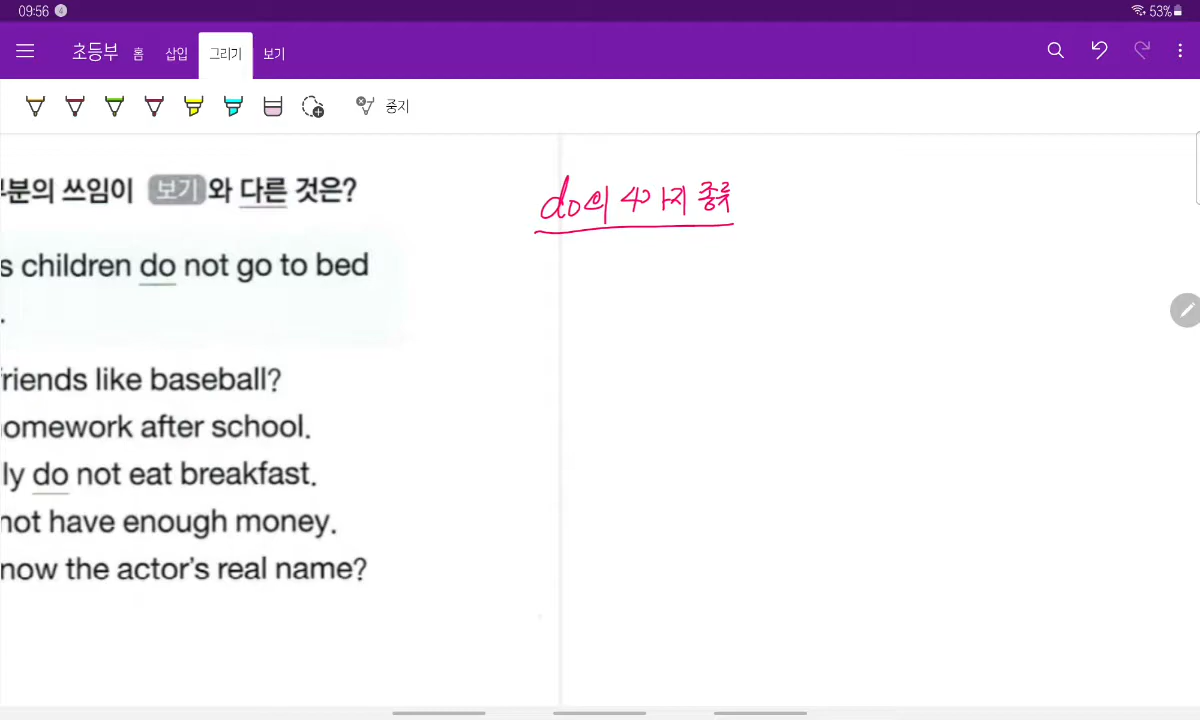 09:56 4 53%
초등부 홈 삽입 그리기 보기
중지
부분의 쓰임이 보기 와 다른 것은?
do의 4가지 종류
s children do not go to bed
.
riends like baseball?
omework after school.
ly do not eat breakfast.
not have enough money.
now the actor's real name?